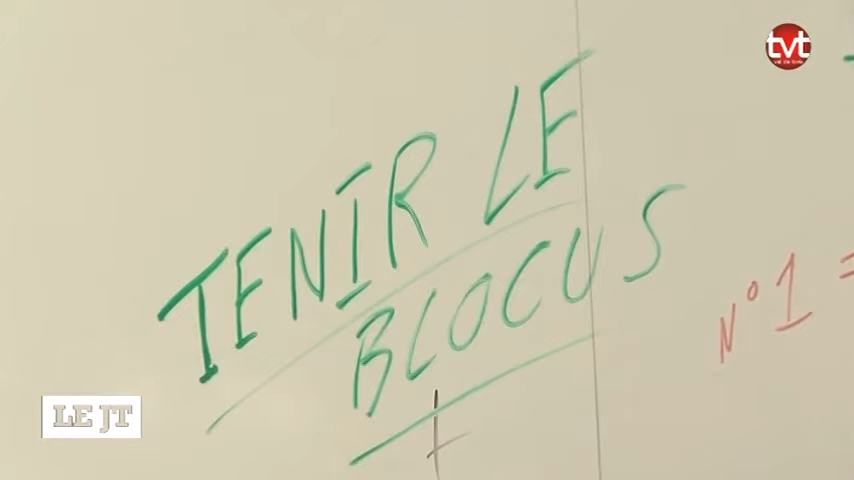 tvt
TENIR LE
BLOCUS
N° 1 =
LE JT